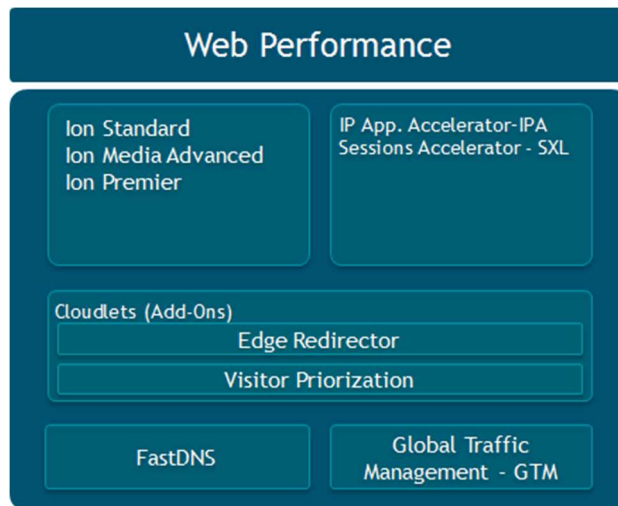 Web Performance
Ion Standard
Ion Media Advanced
Ion Premier
IP App. Accelerator-IPA
Sessions Accelerator - SXL
Cloudlets (Add-Ons)
Edge Redirector
Visitor Priorization
FastDNS
Global Traffic
Management - GTM